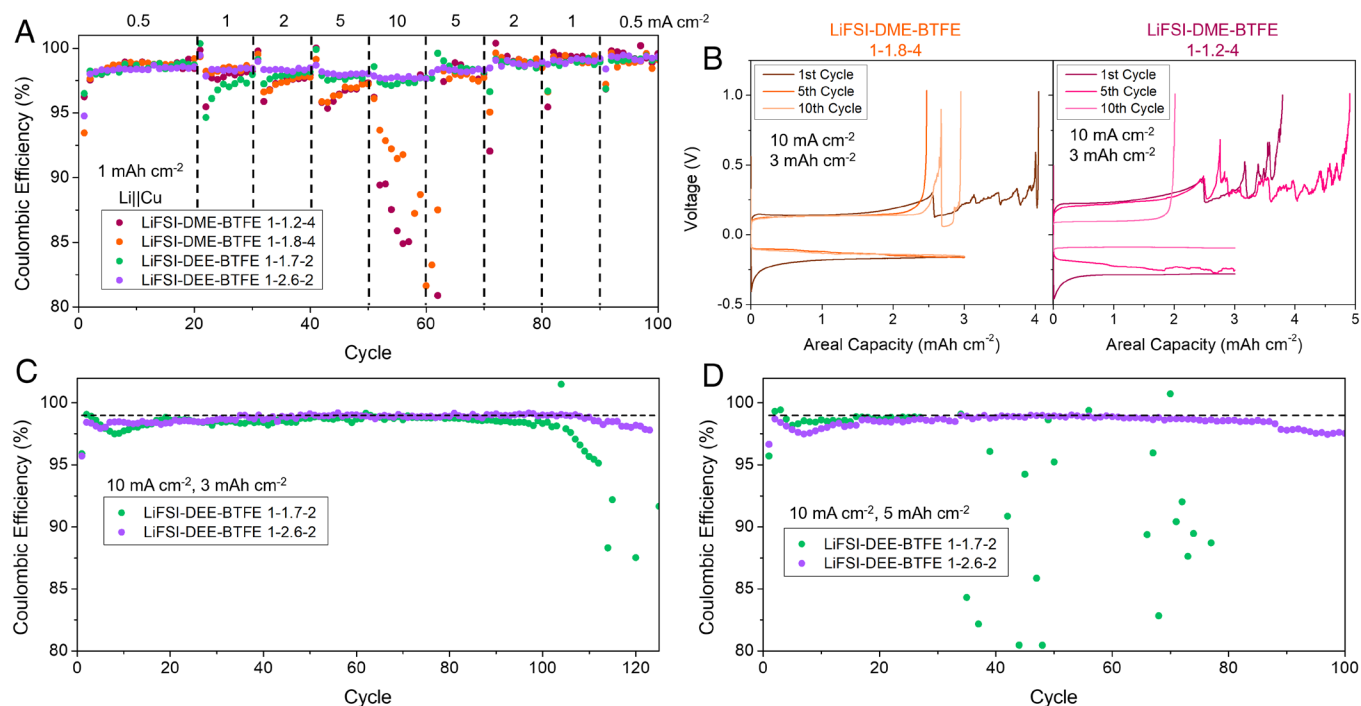 A
0.5
1
2
5
10
5
2
1
0.5 mA cm-2
100
95
90
85
80
Coulombic Efficiency (%)
1 mAh cm-2
Li||Cu
LiFSI-DME-BTFE 1-1.2-4
LiFSI-DME-BTFE 1-1.8-4
LiFSI-DEE-BTFE 1-1.7-2
LiFSI-DEE-BTFE 1-2.6-2
0
20
40
60
80
100
Cycle
B
LiFSI-DME-BTFE
1-1.8-4
1st Cycle
5th Cycle
10th Cycle
10 mA cm-2
3 mAh cm-2
1.0
0.5
0.0
-0.5
Voltage (V)
0
1
2
3
4
Areal Capacity (mAh cm-2)
LiFSI-DME-BTFE
1-1.2-4
1st Cycle
5th Cycle
10th Cycle
10 mA cm-2
3 mAh cm-2
0
1
2
3
4
5
Areal Capacity (mAh cm-2)
C
100
95
90
85
80
Coulombic Efficiency (%)
10 mA cm-2, 3 mAh cm-2
LiFSI-DEE-BTFE 1-1.7-2
LiFSI-DEE-BTFE 1-2.6-2
0
20
40
60
80
100
120
Cycle
D
100
95
90
85
80
Coulombic Efficiency (%)
10 mA cm-2, 5 mAh cm-2
LiFSI-DEE-BTFE 1-1.7-2
LiFSI-DEE-BTFE 1-2.6-2
0
20
40
60
80
100
Cycle